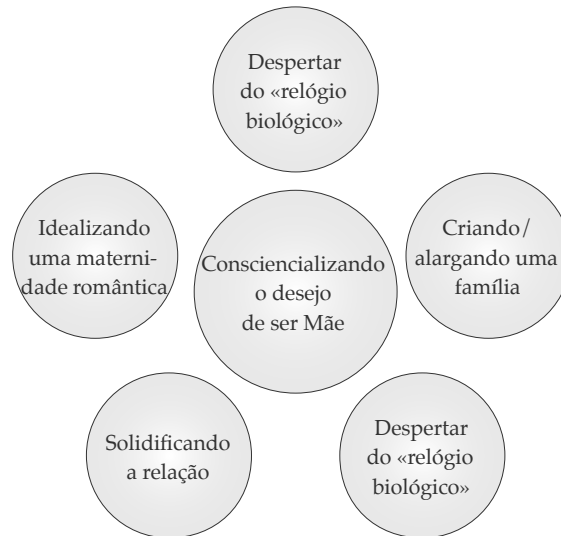 Despertar
do «relógio
biológico»
Idealizando
uma materni-
dade romântica
Consciencializando
o desejo
de ser Mãe
Criando/
alargando uma
família
Solidificando
a relação
Despertar
do «relógio
biológico»